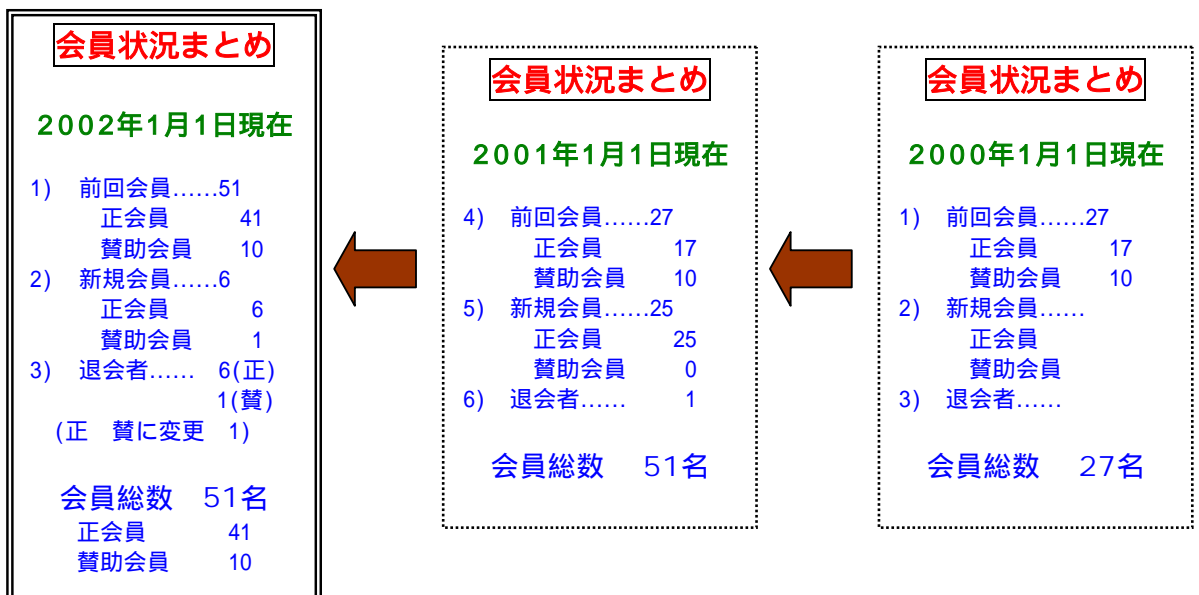 会員状況まとめ
2002年1月1日現在
1) 前回会員……51
正会員 41
賛助会員 10
2) 新規会員……6
正会員 6
賛助会員 1
3) 退会者…… 6(正)
1(賛)
(正 賛に変更 1)
会員総数 51名
正会員 41
賛助会員 10
会員状況まとめ
2001年1月1日現在
4) 前回会員……27
正会員 17
賛助会員 10
5) 新規会員……25
正会員 25
賛助会員 0
6) 退会者…… 1
会員総数 51名
会員状況まとめ
2000年1月1日現在
1) 前回会員……27
正会員 17
賛助会員 10
2) 新規会員……
正会員
賛助会員
3) 退会者……
会員総数 27名